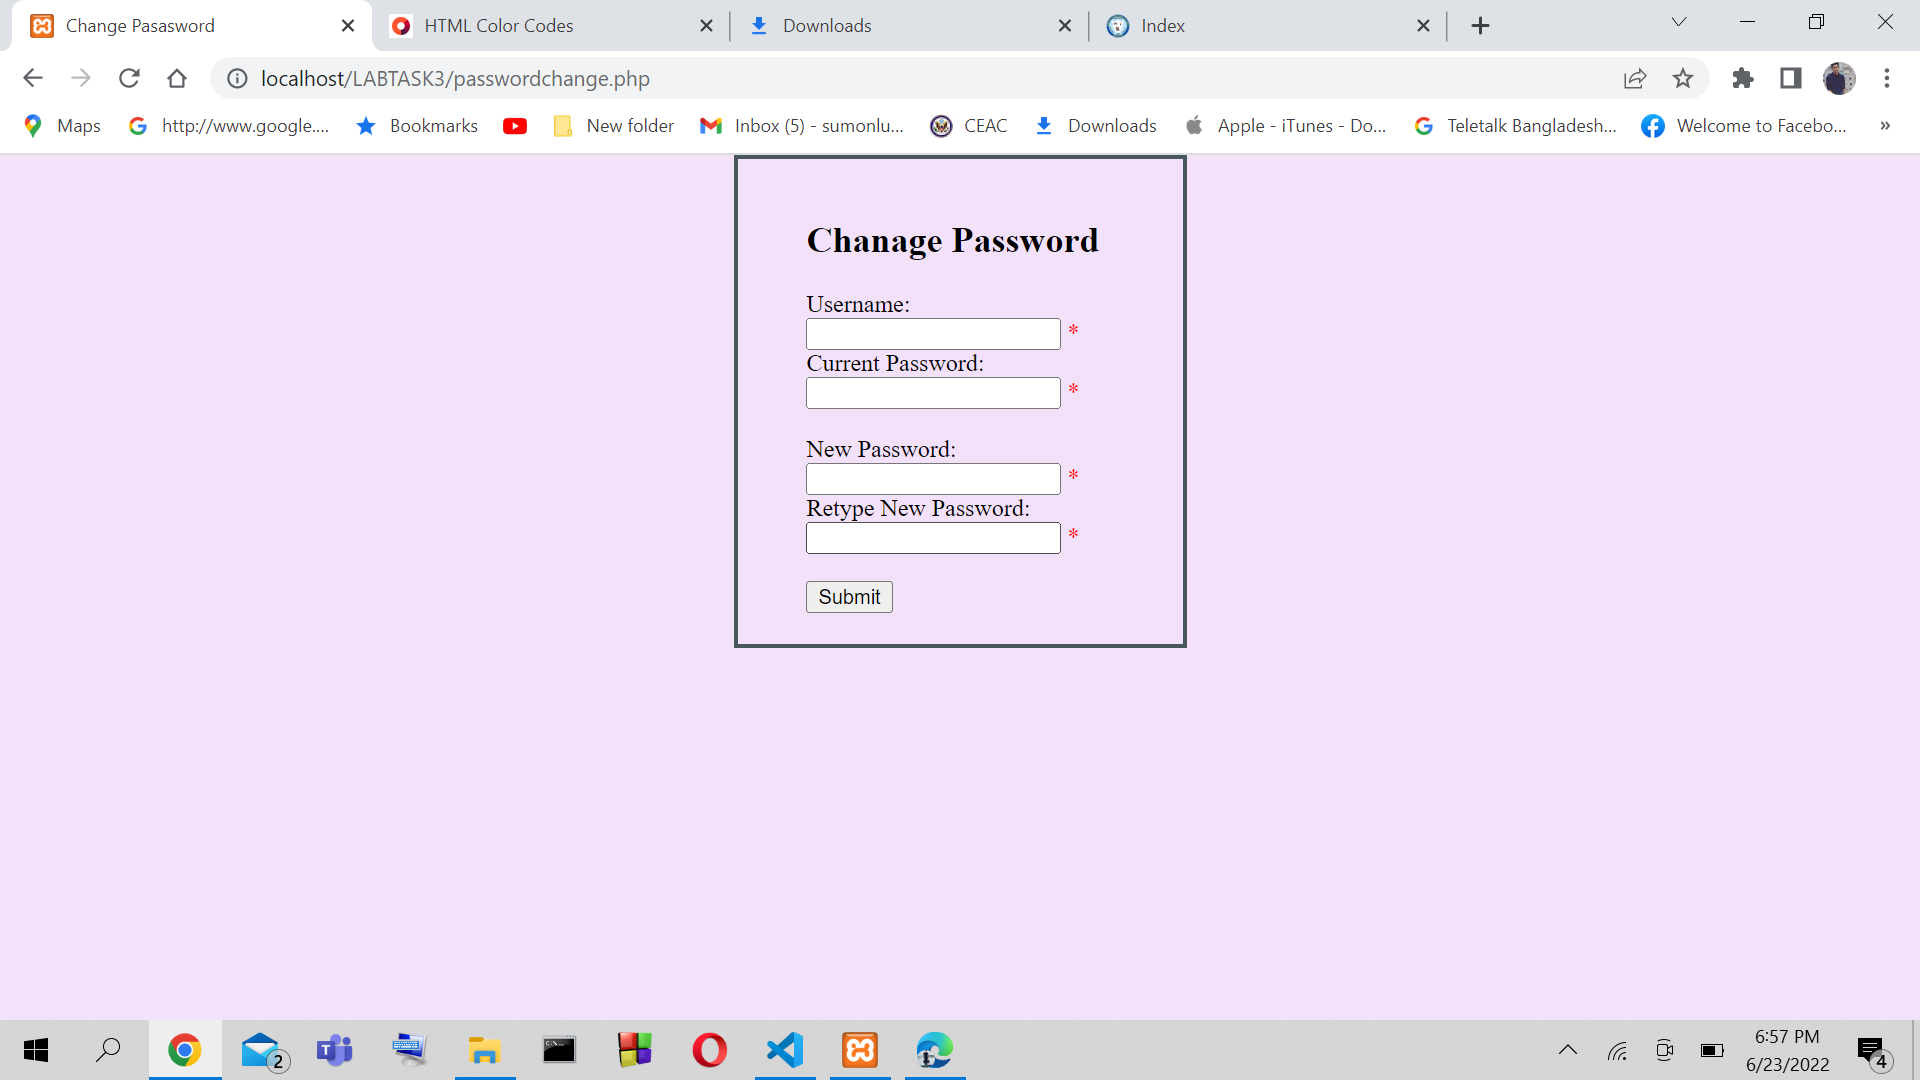 Change Pasasword
HTML Color Codes
Downloads
Index
localhost/LABTASK3/passwordchange.php
Maps
http://www.google....
Bookmarks
New folder
Inbox (5) - sumonlu...
CEAC
Downloads
Apple - iTunes - Do...
Teletalk Bangladesh...
Welcome to Facebo...
»
Chanage Password
Username:
*
Current Password:
*
New Password:
*
Retype New Password:
*
Submit
2
6:57 PM
6/23/2022
4